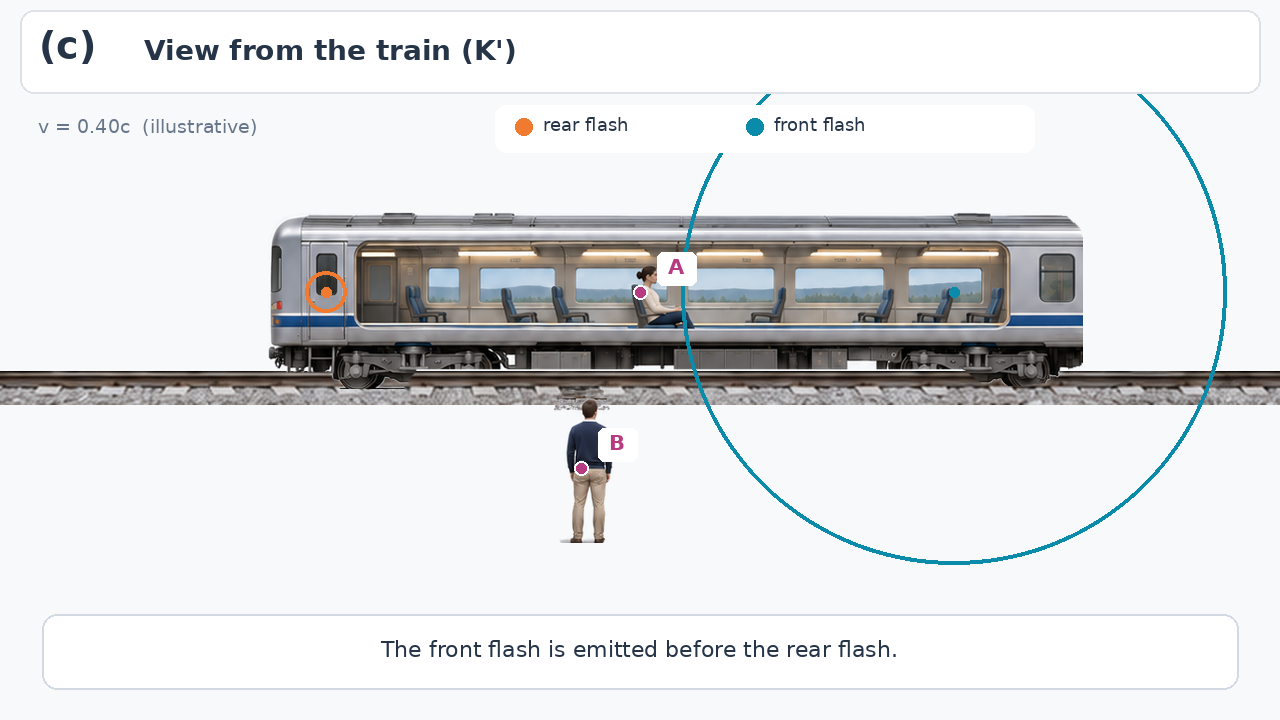 (c) View from the train (K')
v = 0.40c (illustrative)
rear flash
front flash
A
B
The front flash is emitted before the rear flash.